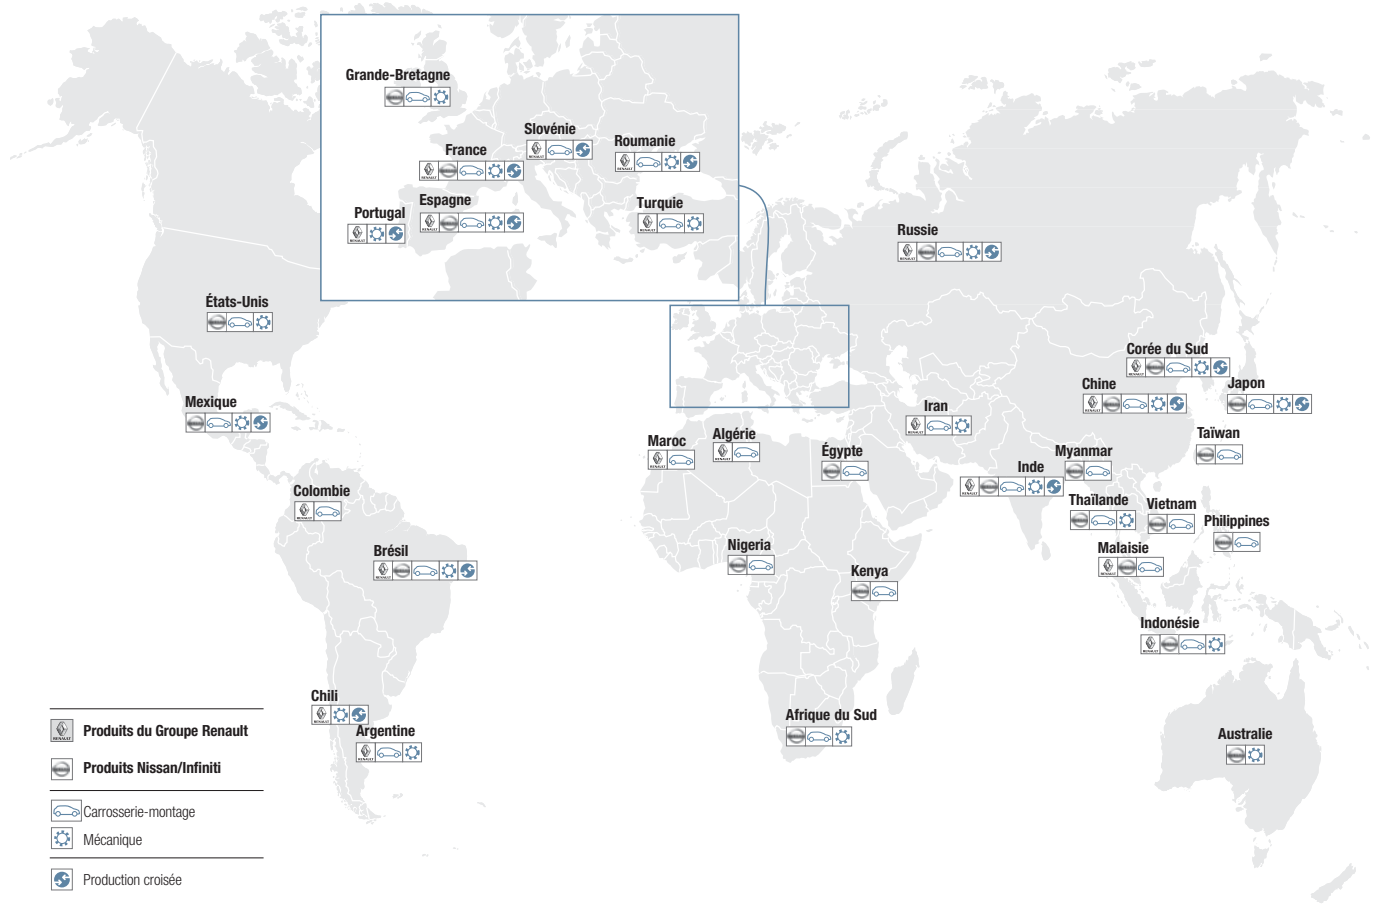 Grande-Bretagne
Slovénie
Roumanie
France
Espagne
Portugal
Turquie
Russie
États-Unis
Corée du Sud
Chine
Japon
Mexique
Iran
Maroc
Algérie
Égypte
Taïwan
Myanmar
Inde
Colombie
Thaïlande
Vietnam
Philippines
Brésil
Nigeria
Malaisie
Kenya
Indonésie
Chili
Argentine
Afrique du Sud
Australie
RENAULT
Produits du Groupe Renault
Produits Nissan/Infiniti
Carrosserie-montage
Mécanique
Production croisée